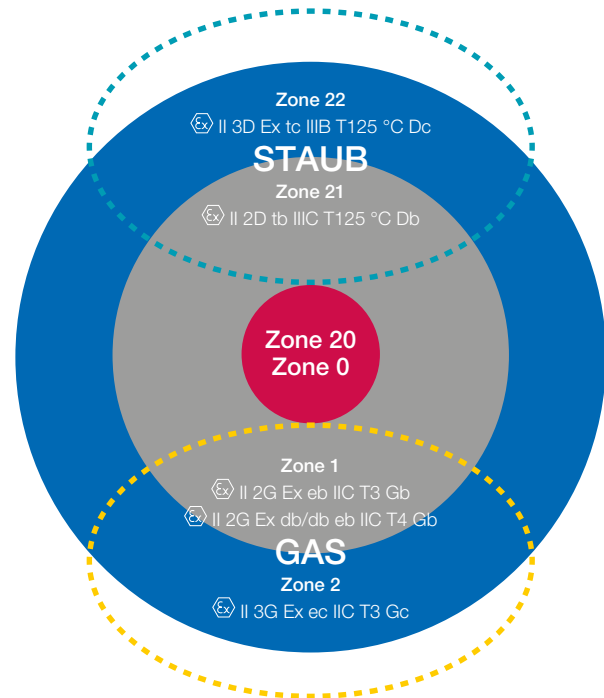 Zone 22
Ex II 3D Ex tc IIIB T125 °C Dc
STAUB
Zone 21
Ex II 2D tb IIIC T125 °C Db
Zone 20
Zone 0
Zone 1
Ex II 2G Ex eb IIC T3 Gb
Ex II 2G Ex db/db eb IIC T4 Gb
GAS
Zone 2
Ex II 3G Ex ec IIC T3 Gc